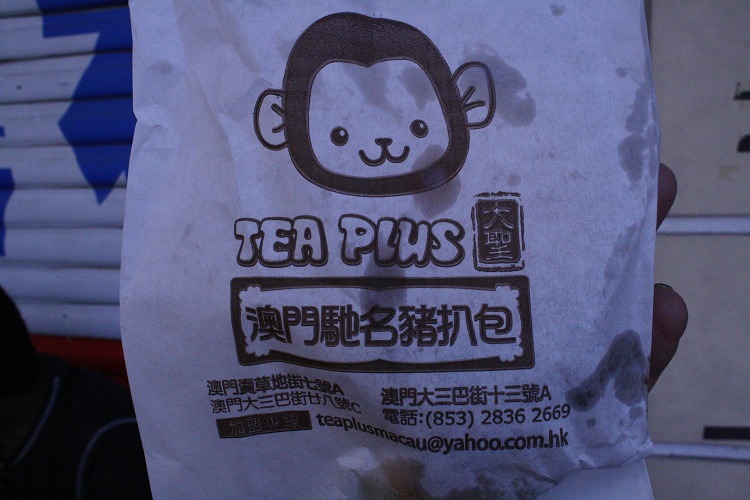 TEA PLUS 大聖
澳門馳名豬扒包
澳門賣草地街七號A
澳門大三巴街廿八號C
澳門大三巴街十三號A
電話:(853) 2836 2669
teaplusmacau@yahoo.com.hk